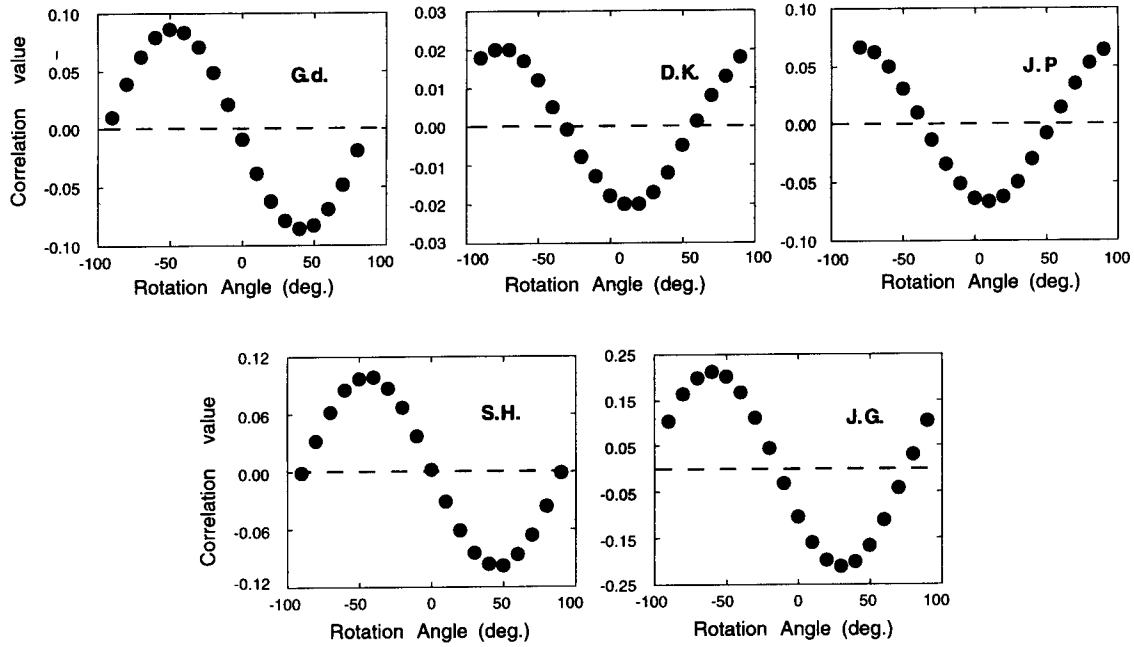 Correlation value
0.10
0.05
0.00
-0.05
-0.10
G.d.
-100 -50 0 50 100
Rotation Angle (deg.)
0.03
0.02
0.01
0.00
-0.01
-0.02
-0.03
D.K.
-100 -50 0 50 100
Rotation Angle (deg.)
0.10
0.05
0.00
-0.05
-0.10
J.P
-100 -50 0 50 100
Rotation Angle (deg.)
Correlation value
0.12
0.06
0.00
-0.06
-0.12
S.H.
-100 -50 0 50 100
Rotation Angle (deg.)
0.25
0.15
0.05
-0.05
-0.15
-0.25
J.G.
-100 -50 0 50 100
Rotation Angle (deg.)